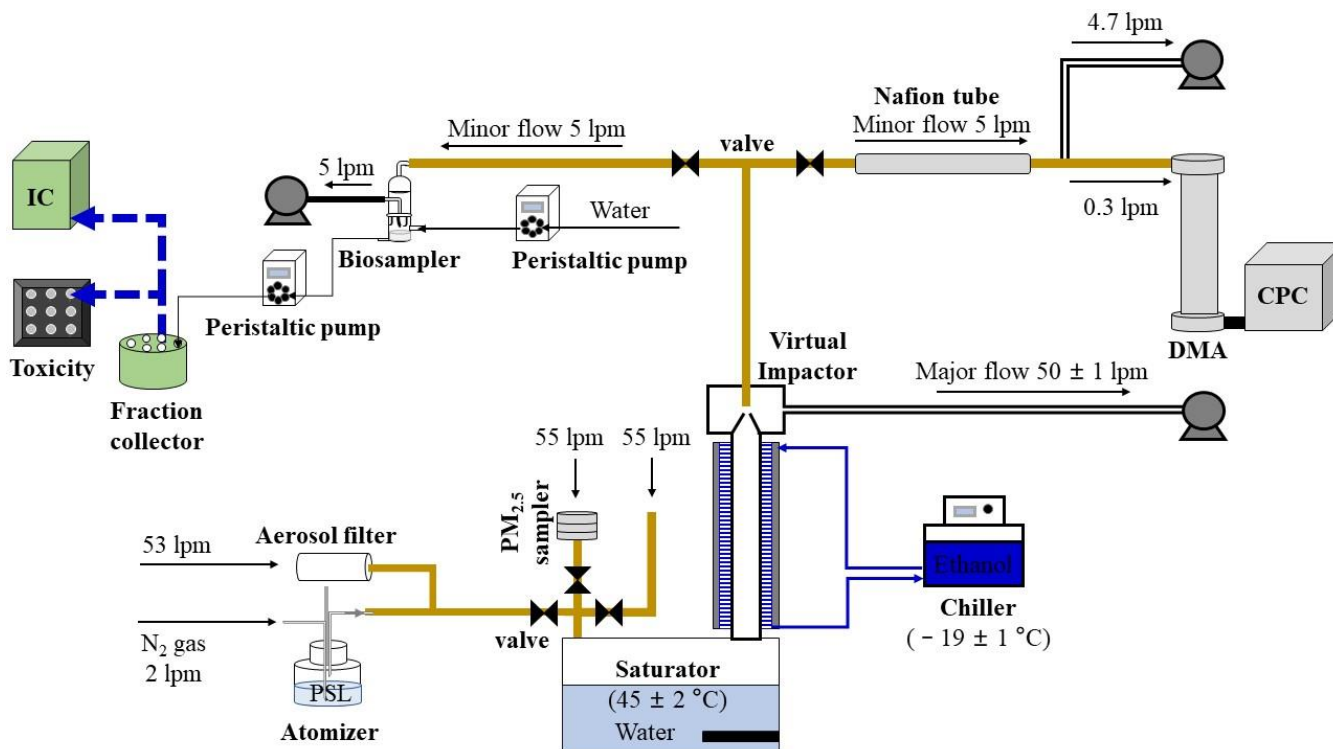 4.7 lpm
Nafion tube
Minor flow 5 lpm
Minor flow 5 lpm
valve
5 lpm
0.3 lpm
IC
Water
Biosampler
Peristaltic pump
CPC
Peristaltic pump
DMA
Toxicity
Virtual
Impactor
Major flow 50 ± 1 lpm
Fraction
collector
55 lpm
55 lpm
PM2.5
sampler
Aerosol filter
53 lpm
Ethanol
Chiller
(－19 ± 1 °C)
valve
N2 gas
2 lpm
Saturator
(45 ± 2 °C)
PSL
Water
Atomizer